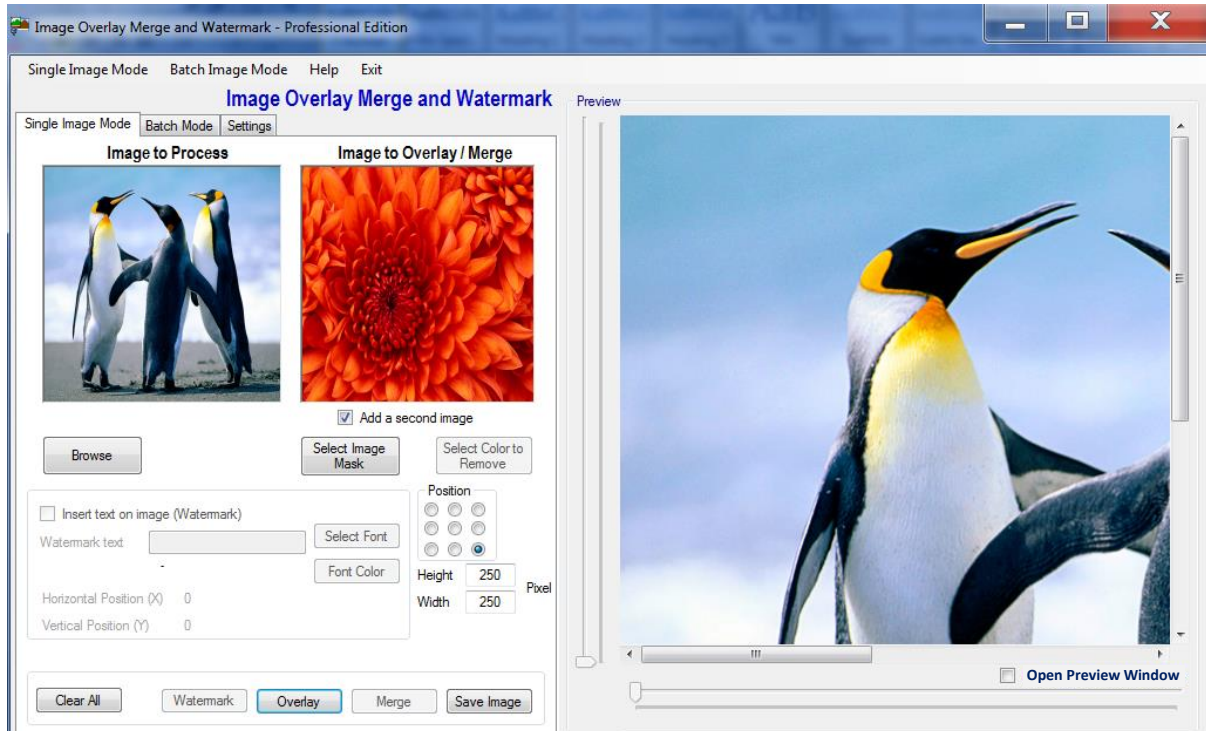 Image Overlay Merge and Watermark - Professional Edition
Single Image Mode Batch Image Mode Help Exit
Image Overlay Merge and Watermark
Single Image Mode Batch Mode Settings
Image to Process Image to Overlay / Merge
Add a second image
Browse
Select Image Mask
Select Color to Remove
Insert text on image (Watermark)
Watermark text
-
Select Font
Font Color
Horizontal Position (X) 0
Vertical Position (Y) 0
Position
Height 250
Width 250
Pixel
Clear All Watermark Overlay Merge Save Image
Preview
Open Preview Window